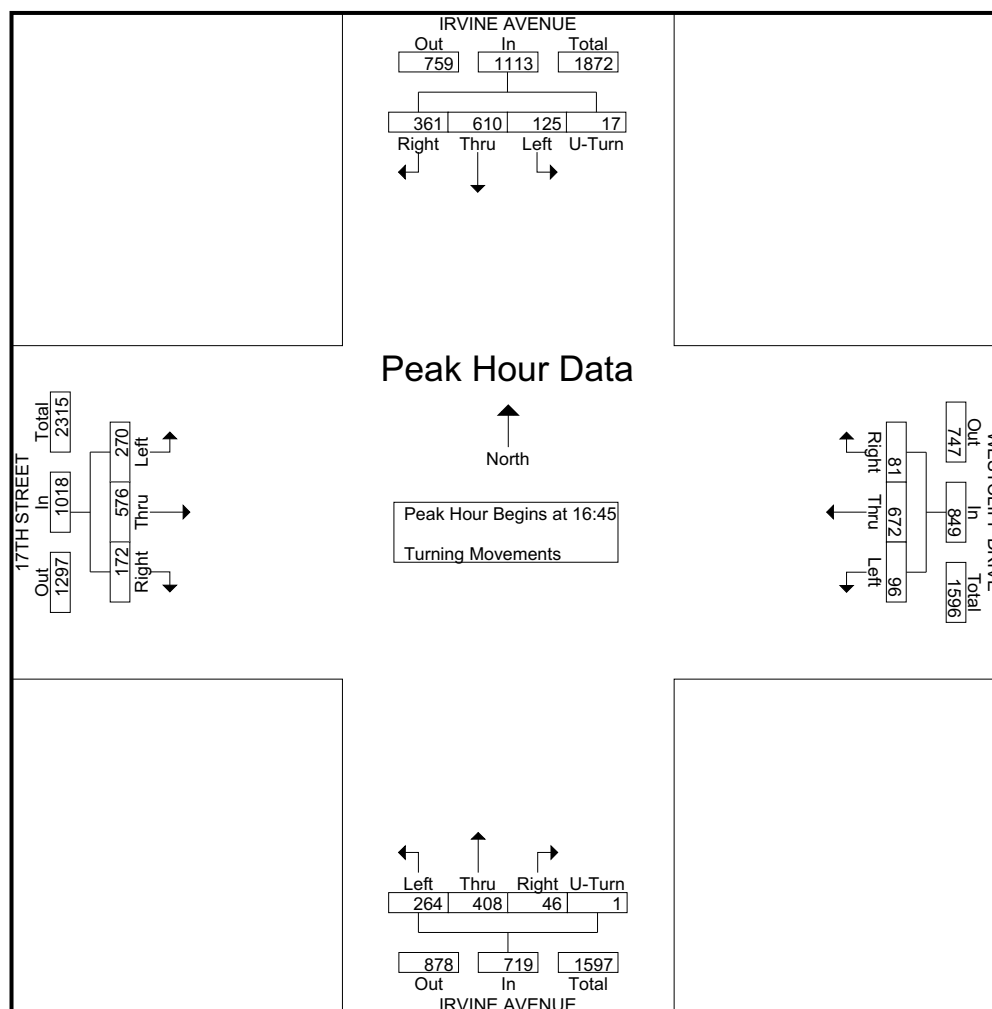 IRVINE AVENUE
Out In Total
759 1113 1872
361 610 125 17
Right Thru Left U-Turn
Peak Hour Data
North
Peak Hour Begins at 16:45
Turning Movements
17TH STREET
Out In Total
1297 1018 2315
172 576 270
Right Thru Left
Right Thru Left
81 672 96
Out In Total
747 849 1596
WESTCLIFF DRIVE
Left Thru Right U-Turn
264 408 46 1
878 719 1597
Out In Total
IRVINE AVENUE